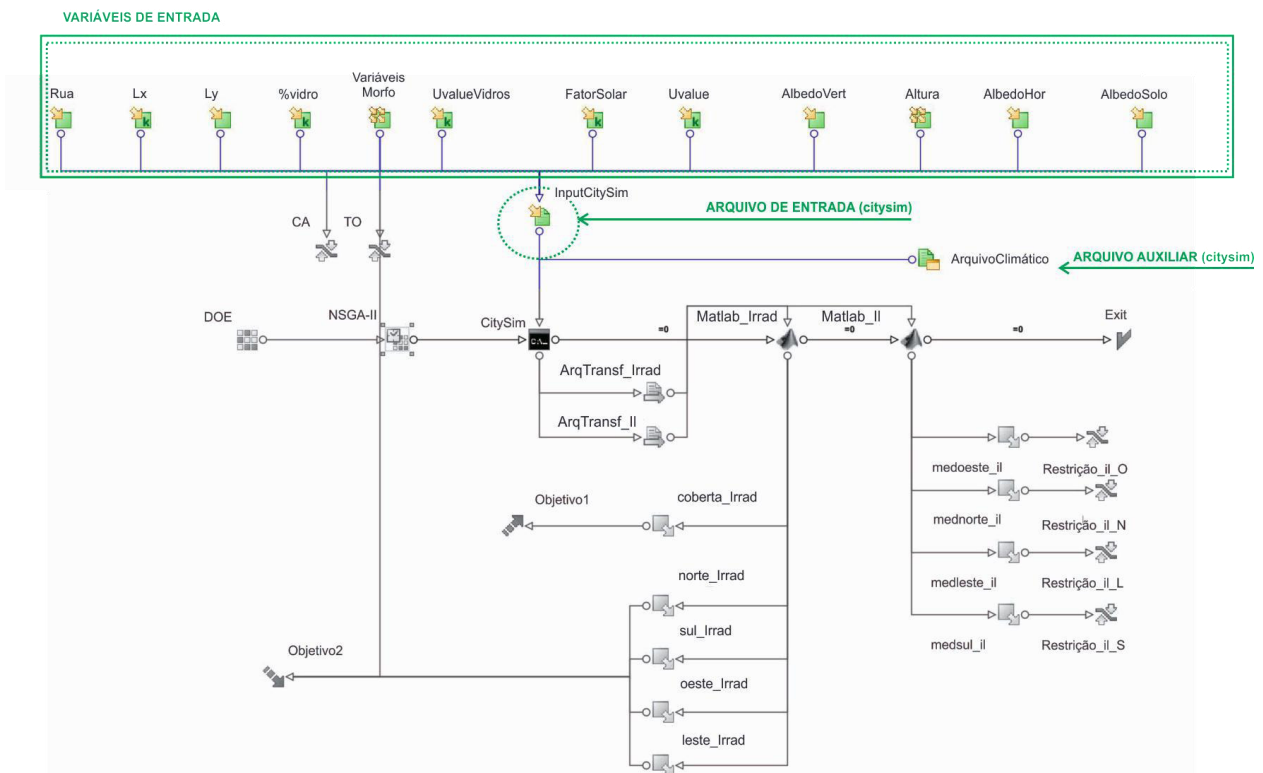 VARIÁVEIS DE ENTRADA
Rua
Lx
Ly
%vidro
Variáveis
Morfo
UvalueVidros
FatorSolar
Uvalue
AlbedoVert
Altura
AlbedoHor
AlbedoSolo
k
k
k
k
k
InputCitySim
ARQUIVO DE ENTRADA (citysim)
CA
TO
ArquivoClimático
ARQUIVO AUXILIAR (citysim)
DOE
NSGA-II
CitySim
C:\_
=0
Matlab_Irrad
=0
Matlab_Il
=0
Exit
ArqTransf_Irrad
ArqTransf_Il
medoeste_il
Restrição_il_O
Objetivo1
coberta_Irrad
mednorte_il
Restrição_il_N
norte_Irrad
medleste_il
Restrição_il_L
sul_Irrad
medsul_il
Restrição_il_S
Objetivo2
oeste_Irrad
leste_Irrad